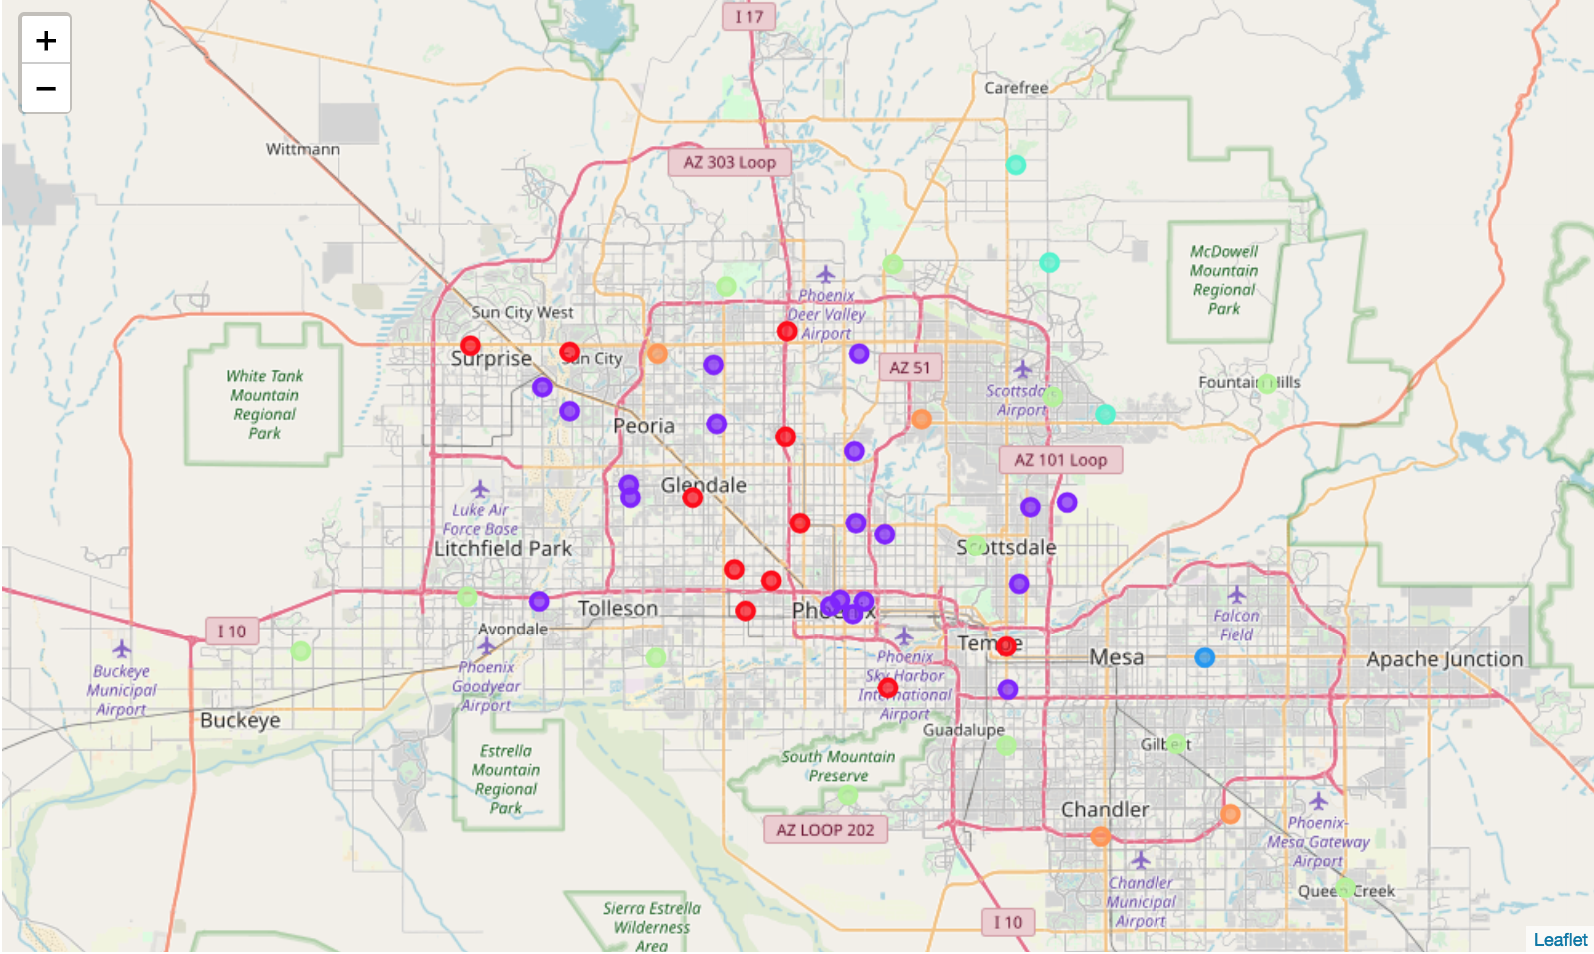 +
−
I 17
Carefree
Wittmann
AZ 303 Loop
McDowell
Mountain
Regional
Park
Phoenix
Deer Valley
Airport
Sun City West
Surprise
Sun City
AZ 51
White Tank
Mountain
Regional
Park
Scottsdale
Airport
Fountain Hills
Peoria
AZ 101 Loop
Glendale
Luke Air
Force Base
Litchfield Park
Scottsdale
Tolleson
Phoenix
Falcon
Field
I 10
Avondale
Tempe
Mesa
Apache Junction
Buckeye
Municipal
Airport
Phoenix
Goodyear
Airport
Phoenix
Sky Harbor
International
Airport
Buckeye
Guadalupe
Gilbert
Estrella
Mountain
Regional
Park
South Mountain
Preserve
Chandler
AZ LOOP 202
Phoenix-
Mesa Gateway
Airport
Chandler
Municipal
Airport
Queen Creek
Sierra Estrella
Wilderness
Area
I 10
Leaflet